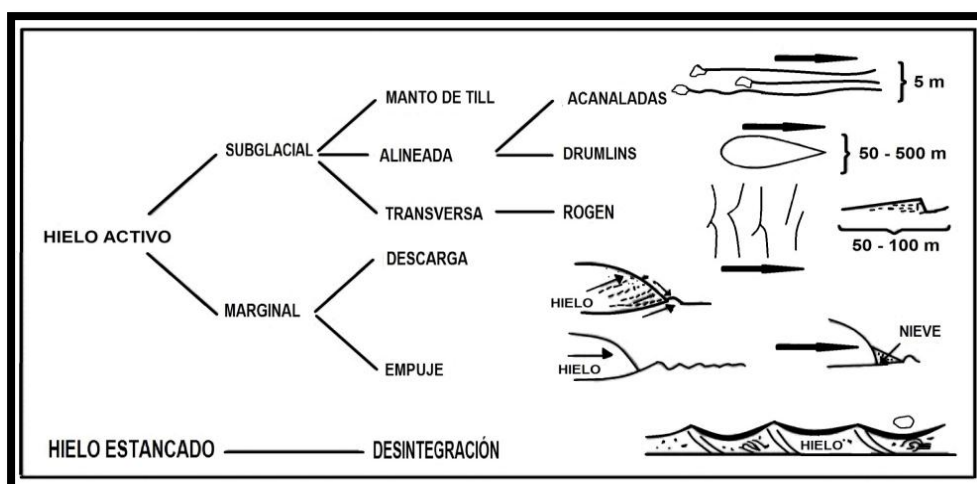 MANTO DE TILL
ACANALADAS
5 m
SUBGLACIAL
ALINEADA
DRUMLINS
50 - 500 m
TRANSVERSA
ROGEN
HIELO ACTIVO
50 - 100 m
DESCARGA
HIELO
MARGINAL
NIEVE
EMPUJE
HIELO
HIELO ESTANCADO
DESINTEGRACIÓN
HIELO